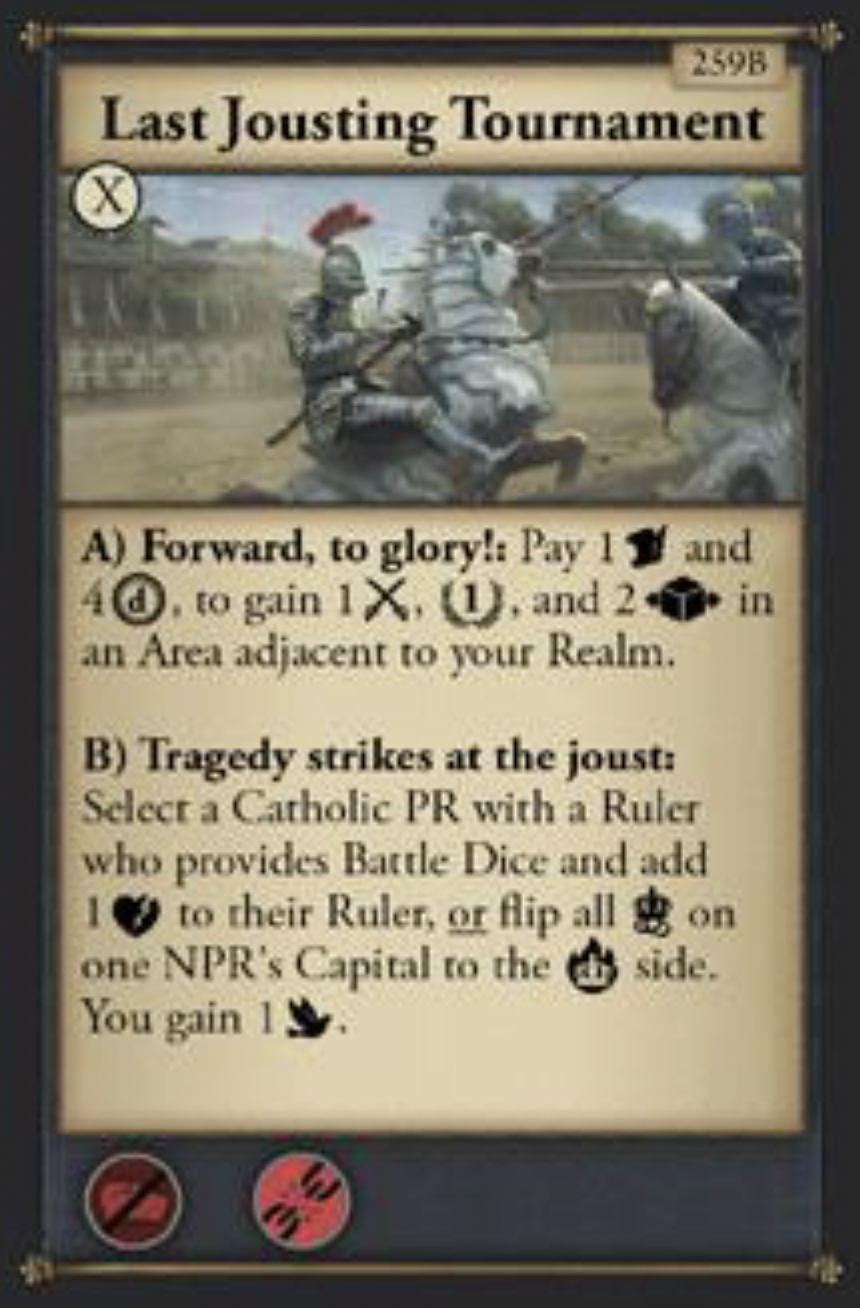 259B
Last Jousting Tournament
X
A) Forward, to glory!: Pay 1 and
4 d, to gain 1, (1), and 2 in
an Area adjacent to your Realm.
B) Tragedy strikes at the joust:
Select a Catholic PR with a Ruler
who provides Battle Dice and add
1 to their Ruler, or flip all on
one NPR's Capital to the side.
You gain 1.